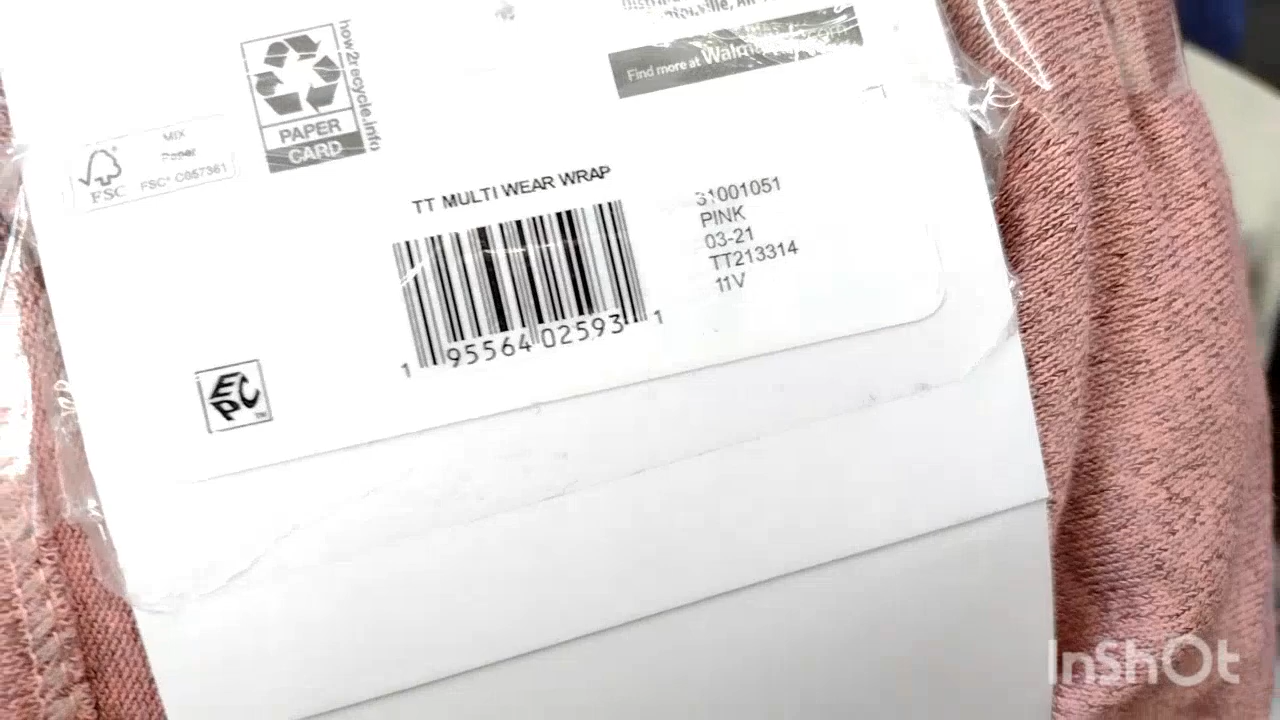 how2recycle.info
PAPER
CARD
Find more at
MIX
Paper
FSC
FSC® C057361
TT MULTI WEAR WRAP
1 95564 02593 1
31001051
PINK
03-21
TT213314
11V
EPC
TM
InShOt